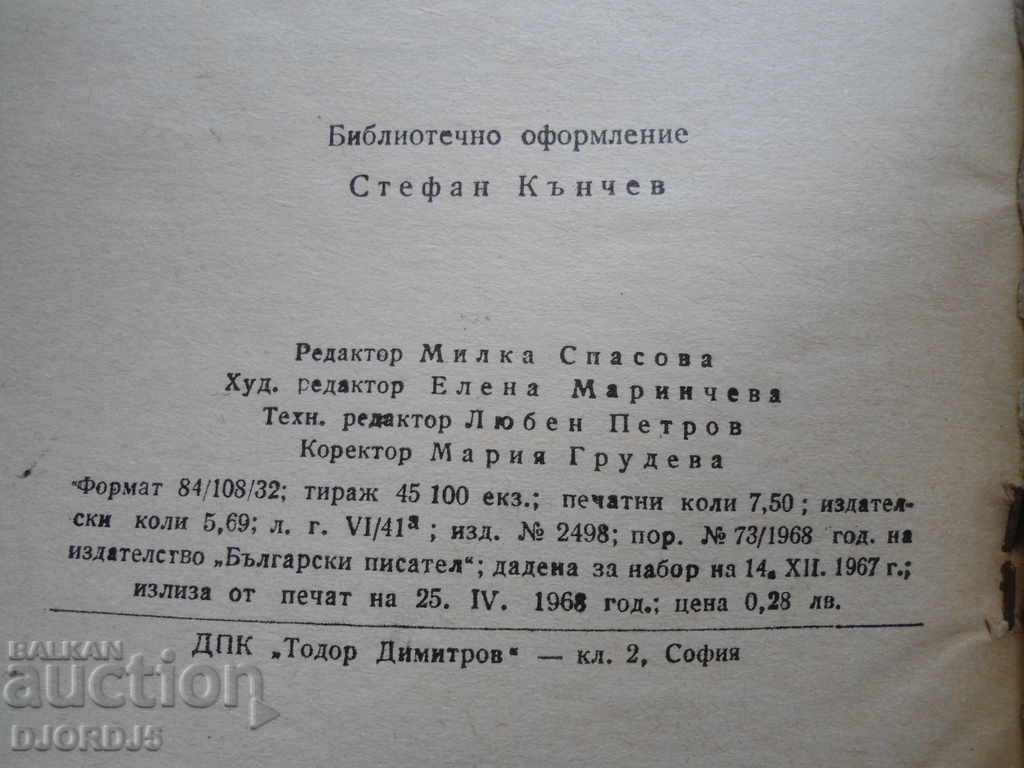 Библиотечно оформление
Стефан Кънчев
Редактор Милка Спасова
Худ. редактор Елена Маринчева
Техн. редактор Любен Петров
Коректор Мария Грудева
Формат 84/108/32; тираж 45 100 екз.; печатни коли 7,50; издател-
ски коли 5,69; л. г. VI/41ª; изд. № 2498; пор. № 73/1968 год. на
издателство „Български писател“; дадена за набор на 14. XII. 1967 г.;
излиза от печат на 25. IV. 1968 год.; цена 0,28 лв.
ДПК „Тодор Димитров“ — кл. 2, София
BALKAN
auction
DJORDJ5